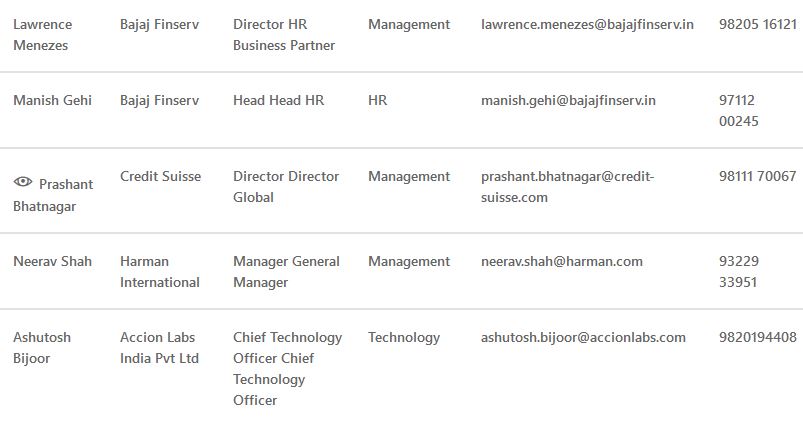 Lawrence Menezes Bajaj Finserv Director HR Business Partner Management lawrence.menezes@bajajfinserv.in 98205 16121
Manish Gehi Bajaj Finserv Head Head HR HR manish.gehi@bajajfinserv.in 97112 00245
Prashant Bhatnagar Credit Suisse Director Director Global Management prashant.bhatnagar@credit-suisse.com 98111 70067
Neerav Shah Harman International Manager General Manager Management neerav.shah@harman.com 93229 33951
Ashutosh Bijoor Accion Labs India Pvt Ltd Chief Technology Officer Chief Technology Officer Technology ashutosh.bijoor@accionlabs.com 9820194408